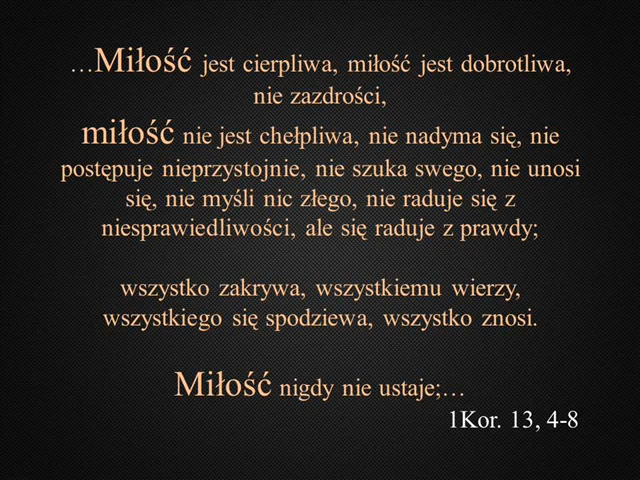 …Miłość jest cierpliwa, miłość jest dobrotliwa,
nie zazdrości,
miłość nie jest chełpliwa, nie nadyma się, nie
postępuje nieprzystojnie, nie szuka swego, nie unosi
się, nie myśli nic złego, nie raduje się z
niesprawiedliwości, ale się raduje z prawdy;
wszystko zakrywa, wszystkiemu wierzy,
wszystkiego się spodziewa, wszystko znosi.
Miłość nigdy nie ustaje;…
1Kor. 13, 4-8